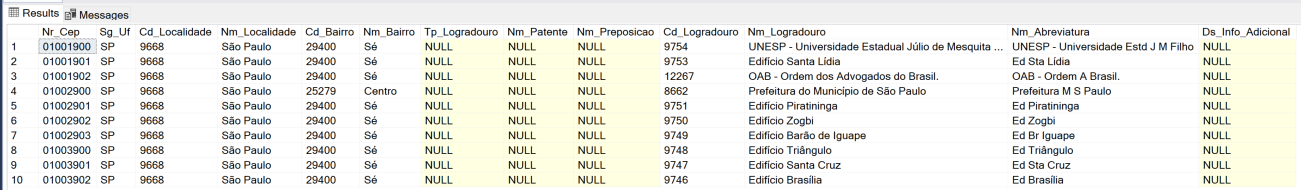 Results Messages
Nr_Cep Sg_Uf Cd_Localidade Nm_Localidade Cd_Bairro Nm_Bairro Tp_Logradouro Nm_Patente Nm_Preposicao Cd_Logradouro Nm_Logradouro Nm_Abreviatura Ds_Info_Adicional
1 01001900 SP 9668 São Paulo 29400 Sé NULL NULL NULL 9754 UNESP - Universidade Estadual Júlio de Mesquita ... UNESP - Universidade Estd J M Filho NULL
2 01001901 SP 9668 São Paulo 29400 Sé NULL NULL NULL 9753 Edifício Santa Lídia Ed Sta Lídia NULL
3 01001902 SP 9668 São Paulo 29400 Sé NULL NULL NULL 12267 OAB - Ordem dos Advogados do Brasil. OAB - Ordem A Brasil. NULL
4 01002900 SP 9668 São Paulo 25279 Centro NULL NULL NULL 8662 Prefeitura do Município de São Paulo Prefeitura M S Paulo NULL
5 01002901 SP 9668 São Paulo 29400 Sé NULL NULL NULL 9751 Edifício Piratininga Ed Piratininga NULL
6 01002902 SP 9668 São Paulo 29400 Sé NULL NULL NULL 9750 Edifício Zogbi Ed Zogbi NULL
7 01002903 SP 9668 São Paulo 29400 Sé NULL NULL NULL 9749 Edifício Barão de Iguape Ed Br Iguape NULL
8 01003900 SP 9668 São Paulo 29400 Sé NULL NULL NULL 9748 Edifício Triângulo Ed Triângulo NULL
9 01003901 SP 9668 São Paulo 29400 Sé NULL NULL NULL 9747 Edifício Santa Cruz Ed Sta Cruz NULL
10 01003902 SP 9668 São Paulo 29400 Sé NULL NULL NULL 9746 Edifício Brasília Ed Brasília NULL